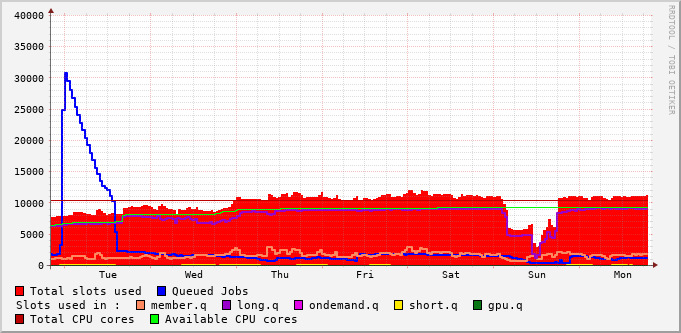 RRDTOOL / TOBI OETIKER
40000
35000
30000
25000
20000
15000
10000
5000
0
Tue Wed Thu Fri Sat Sun Mon
Total slots used Queued Jobs
Slots used in : member.q long.q ondemand.q short.q gpu.q
Total CPU cores Available CPU cores